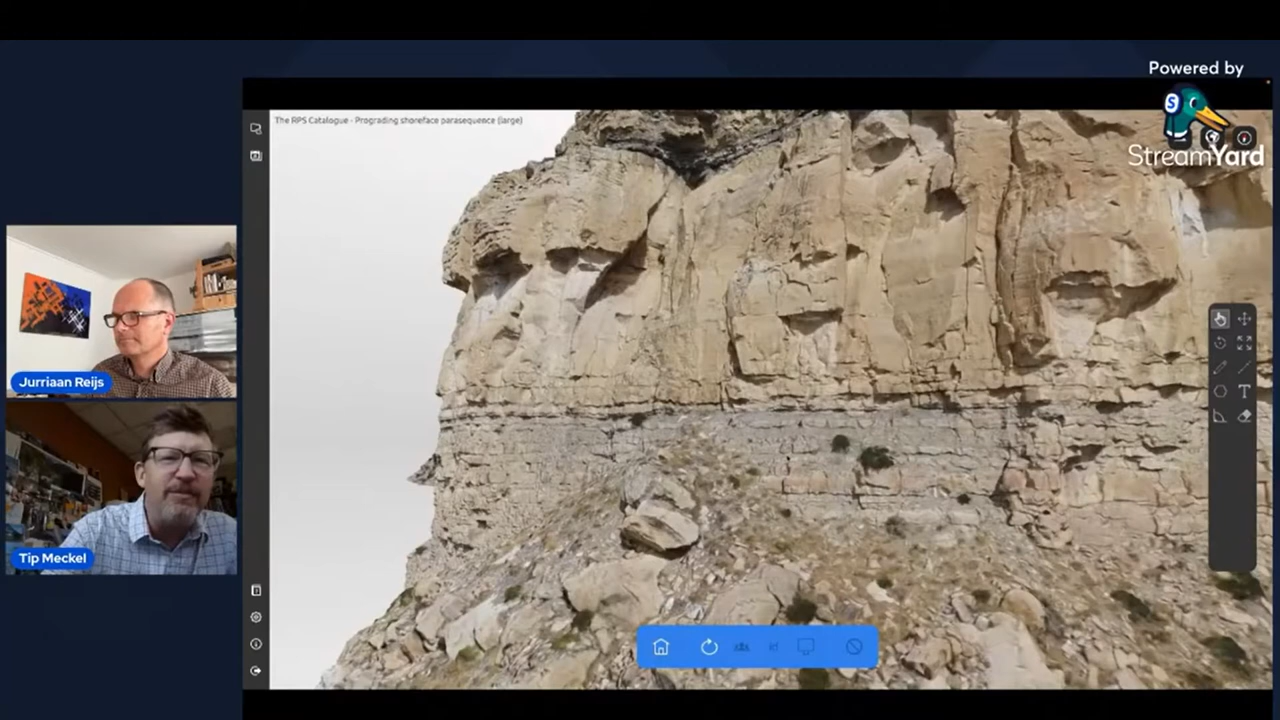 Powered by
StreamYard
The RPS Catalogue - Prograding shoreface parasequence (large)
Jurriaan Reijs
Tip Meckel